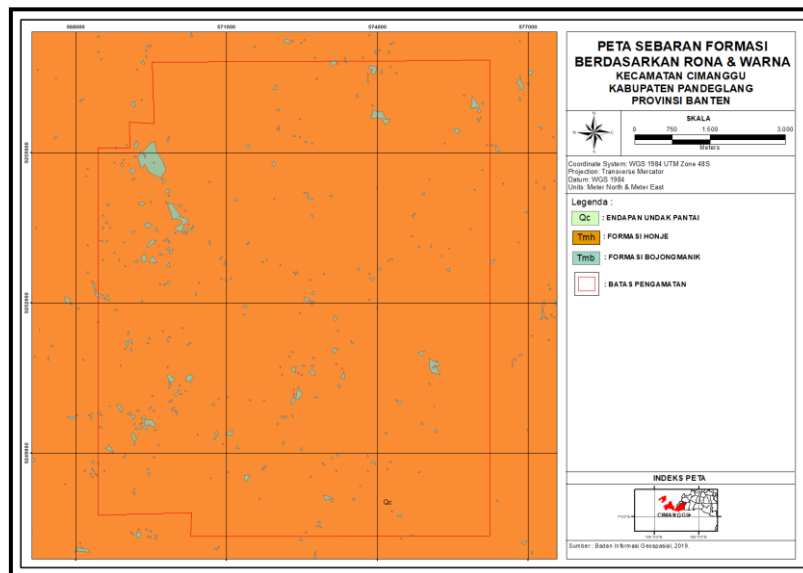 568000 571000 574000 577000
PETA SEBARAN FORMASI
BERDASARKAN RONA & WARNA
KECAMATAN CIMANGGU
KABUPATEN PANDEGLANG
PROVINSI BANTEN
SKALA
0 750 1.500 3.000
Meters
Coordinate System: WGS 1984 UTM Zone 48S
Projection: Transverse Mercator
Datum: WGS 1984
Units: Meter North & Meter East
Legenda :
Qc : ENDAPAN UNDAK PANTAI
Tmh : FORMASI HONJE
Tmb : FORMASI BOJONGMANIK
: BATAS PENGAMATAN
Qc
INDEKS PETA
CIMANGGU
Sumber : Badan Informasi Geospasial, 2019.